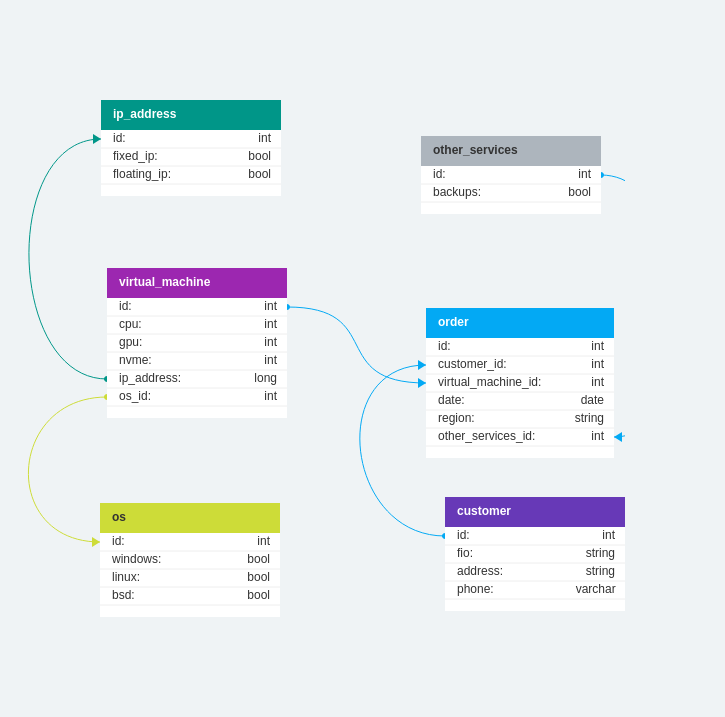 ip_address
id: int
fixed_ip: bool
floating_ip: bool
other_services
id: int
backups: bool
virtual_machine
id: int
cpu: int
gpu: int
nvme: int
ip_address: long
os_id: int
order
id: int
customer_id: int
virtual_machine_id: int
date: date
region: string
other_services_id: int
os
id: int
windows: bool
linux: bool
bsd: bool
customer
id: int
fio: string
address: string
phone: varchar